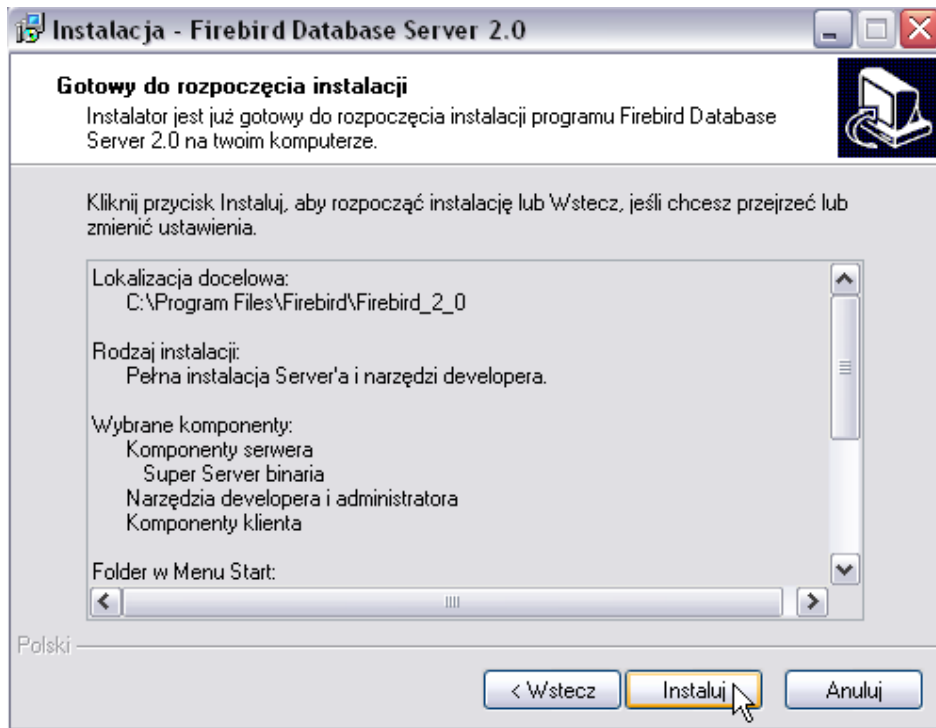 Instalacja - Firebird Database Server 2.0
Gotowy do rozpoczęcia instalacji
Instalator jest już gotowy do rozpoczęcia instalacji programu Firebird Database
Server 2.0 na twoim komputerze.
Kliknij przycisk Instaluj, aby rozpocząć instalację lub Wstecz, jeśli chcesz przejrzeć lub
zmienić ustawienia.
Lokalizacja docelowa:
C:\Program Files\Firebird\Firebird_2_0
Rodzaj instalacji:
Pełna instalacja Server'a i narzędzi developera.
Wybrane komponenty:
Komponenty serwera
Super Server binaria
Narzędzia developera i administratora
Komponenty klienta
Folder w Menu Start:
Polski
< Wstecz
Instaluj
Anuluj